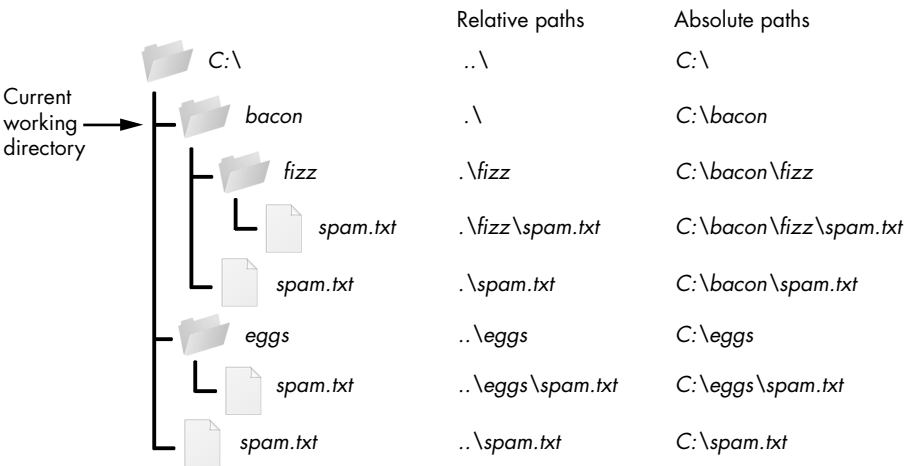 Relative paths Absolute paths
C:\ ..\ C:\
Current
working
directory
bacon .\ C:\bacon
fizz .\fizz C:\bacon\fizz
spam.txt .\fizz\spam.txt C:\bacon\fizz\spam.txt
spam.txt .\spam.txt C:\bacon\spam.txt
eggs ..\eggs C:\eggs
spam.txt ..\eggs\spam.txt C:\eggs\spam.txt
spam.txt ..\spam.txt C:\spam.txt